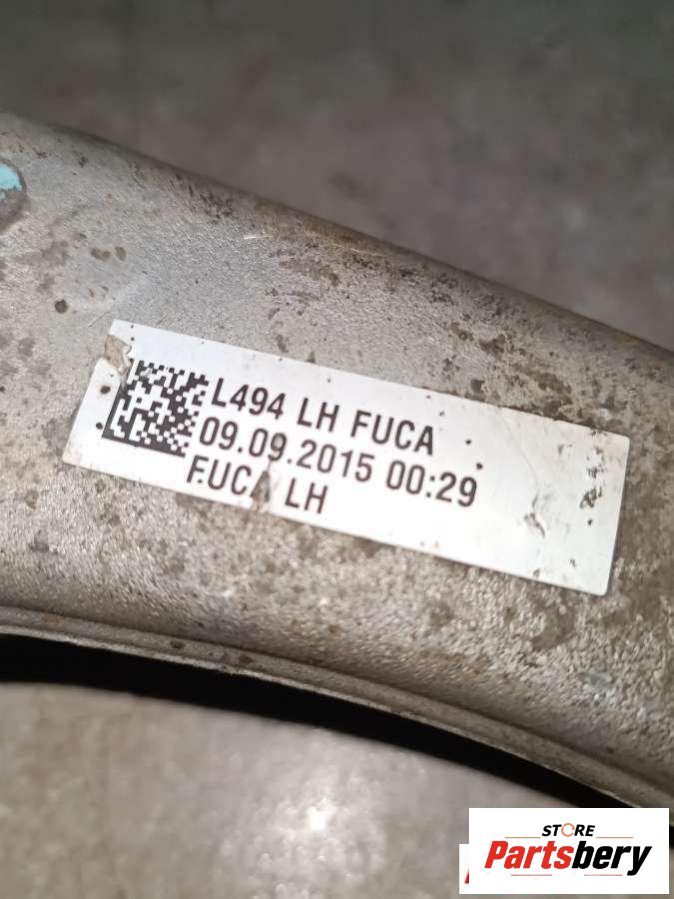 L494 LH FUCA
09.09.2015 00:29
FUCA LH
STORE
Partsbery